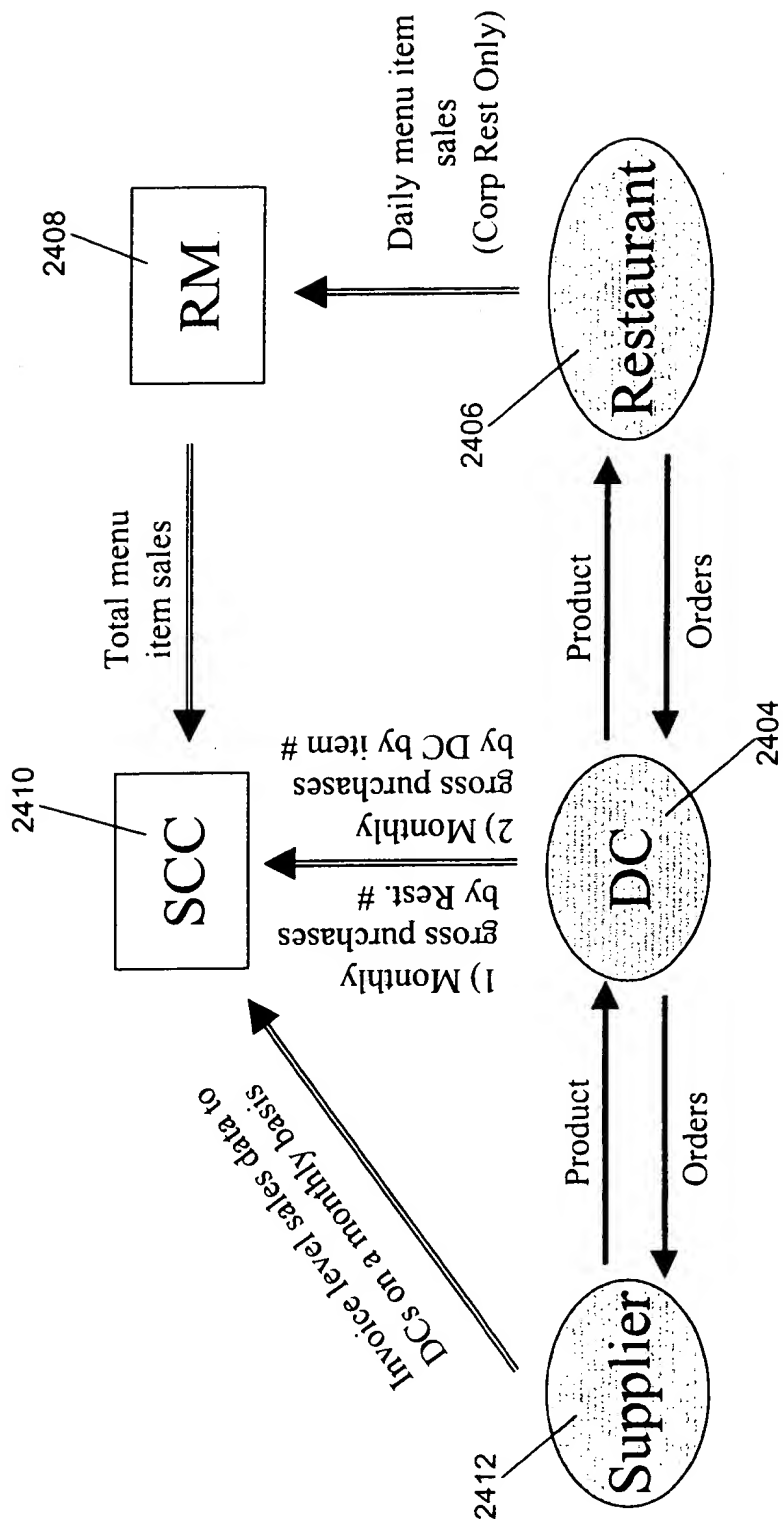 2410
SCC
Total menu
item sales
2408
RM
Invoice level sales data to
DCs on a monthly basis
1) Monthly
gross purchases
by Rest. #
2) Monthly
gross purchases
by DC by item #
Daily menu item
sales
(Corp Rest Only)
2412
Supplier
Product
Orders
DC
2404
Product
Orders
2406
Restaurant